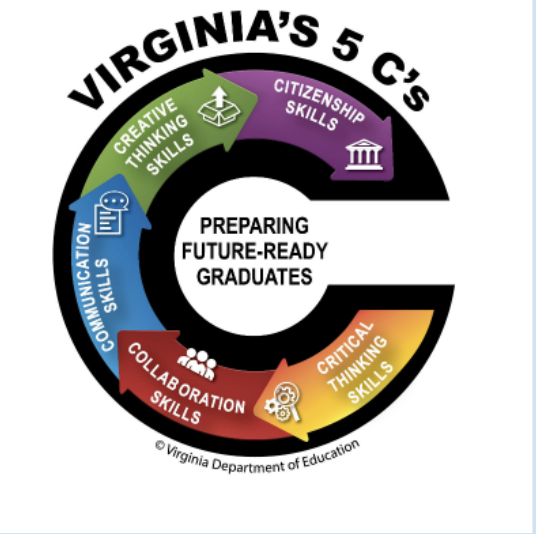 VIRGINIA'S 5 C's
CITIZENSHIP
SKILLS
CREATIVE
THINKING
SKILLS
COMMUNICATION
SKILLS
COLLABORATION
SKILLS
CRITICAL
THINKING
SKILLS
PREPARING
FUTURE-READY
GRADUATES
© Virginia Department of Education